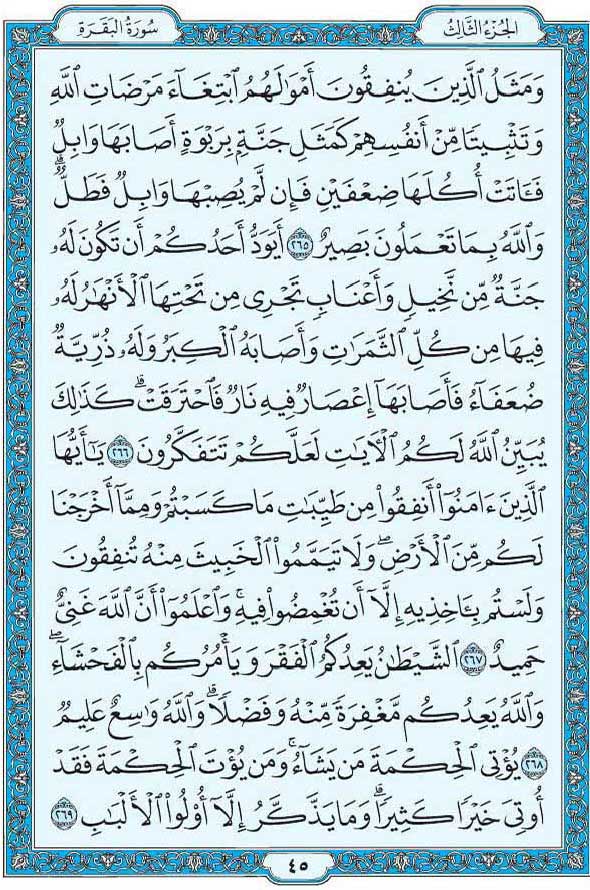 الجُزْءُ الثَّالِثُ
سُورَةُ البَقَرَةِ
وَمَثَلُ ٱلَّذِينَ يُنفِقُونَ أَمْوَٰلَهُمُ ٱبْتِغَآءَ مَرْضَاتِ ٱللَّهِ
وَتَثْبِيتًا مِّنْ أَنفُسِهِمْ كَمَثَلِ جَنَّةٍۭ بِرَبْوَةٍ أَصَابَهَا وَابِلٌ
فَـَٔاتَتْ أُكُلَهَا ضِعْفَيْنِ فَإِن لَّمْ يُصِبْهَا وَابِلٌ فَطَلٌّ ۗ
وَٱللَّهُ بِمَا تَعْمَلُونَ بَصِيرٌ ٢٦٥ أَيَوَدُّ أَحَدُكُمْ أَن تَكُونَ لَهُۥ
جَنَّةٌ مِّن نَّخِيلٍ وَأَعْنَابٍ تَجْرِى مِن تَحْتِهَا ٱلْأَنْهَٰرُ لَهُۥ
فِيهَا مِن كُلِّ ٱلثَّمَرَٰتِ وَأَصَابَهُ ٱلْكِبَرُ وَلَهُۥ ذُرِّيَّةٌ
ضُعَفَآءُ فَأَصَابَهَآ إِعْصَارٌ فِيهِ نَارٌ فَٱحْتَرَقَتْ ۗ كَذَٰلِكَ
يُبَيِّنُ ٱللَّهُ لَكُمُ ٱلْـَٔايَٰتِ لَعَلَّكُمْ تَتَفَكَّرُونَ ٢٦٦ يَٰٓأَيُّهَا
ٱلَّذِينَ ءَامَنُوٓا۟ أَنفِقُوا۟ مِن طَيِّبَٰتِ مَا كَسَبْتُمْ وَمِمَّآ أَخْرَجْنَا
لَكُم مِّنَ ٱلْأَرْضِ ۖ وَلَا تَيَمَّمُوا۟ ٱلْخَبِيثَ مِنْهُ تُنفِقُونَ
وَلَسْتُم بِـَٔاخِذِيهِ إِلَّآ أَن تُغْمِضُوا۟ فِيهِ ۚ وَٱعْلَمُوٓا۟ أَنَّ ٱللَّهَ غَنِىٌّ
حَمِيدٌ ٢٦٧ ٱلشَّيْطَٰنُ يَعِدُكُمُ ٱلْفَقْرَ وَيَأْمُرُكُم بِٱلْفَحْشَآءِ ۖ
وَٱللَّهُ يَعِدُكُم مَّغْفِرَةً مِّنْهُ وَفَضْلًا ۗ وَٱللَّهُ وَٰسِعٌ عَلِيمٌ
٢٦٨ يُؤْتِى ٱلْحِكْمَةَ مَن يَشَآءُ ۚ وَمَن يُؤْتَ ٱلْحِكْمَةَ فَقَدْ
أُوتِىَ خَيْرًا كَثِيرًا ۗ وَمَا يَذَّكَّرُ إِلَّآ أُو۟لُوا۟ ٱلْأَلْبَٰبِ ٢٦٩
٤٥